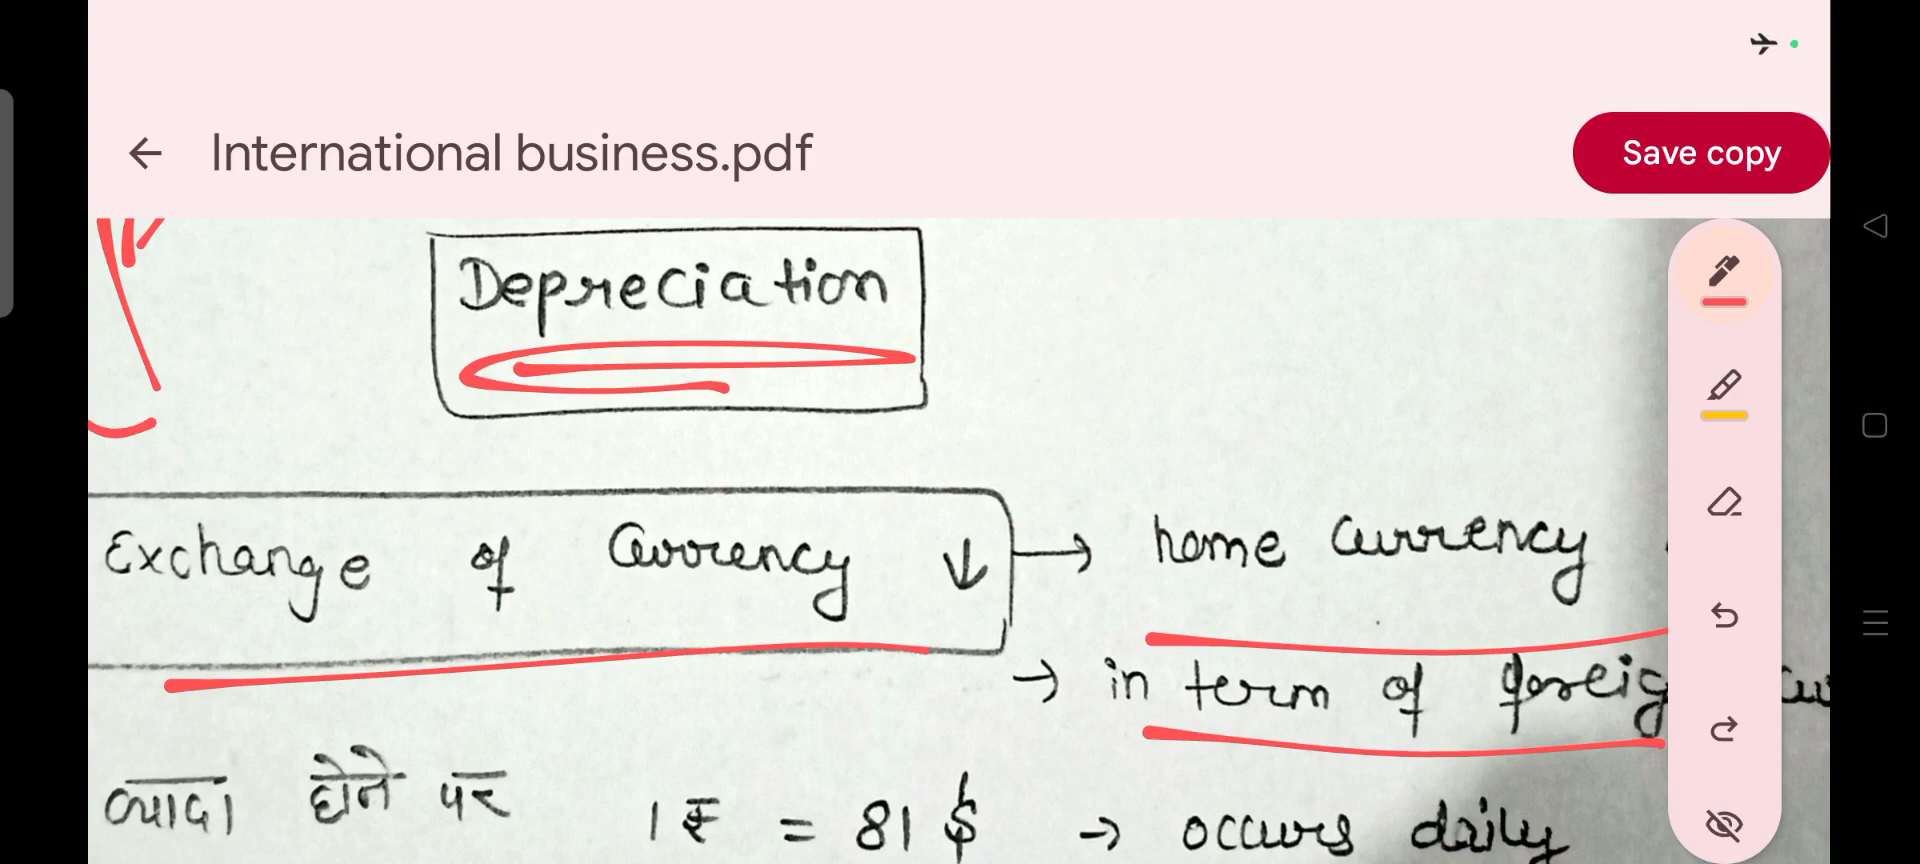 International business.pdf
Save copy
Depreciation
Exchange of Currency ↓ → home currency
→ in term of foreig
ज्यादा होने पर 1₹ = 81 $ → occurs daily